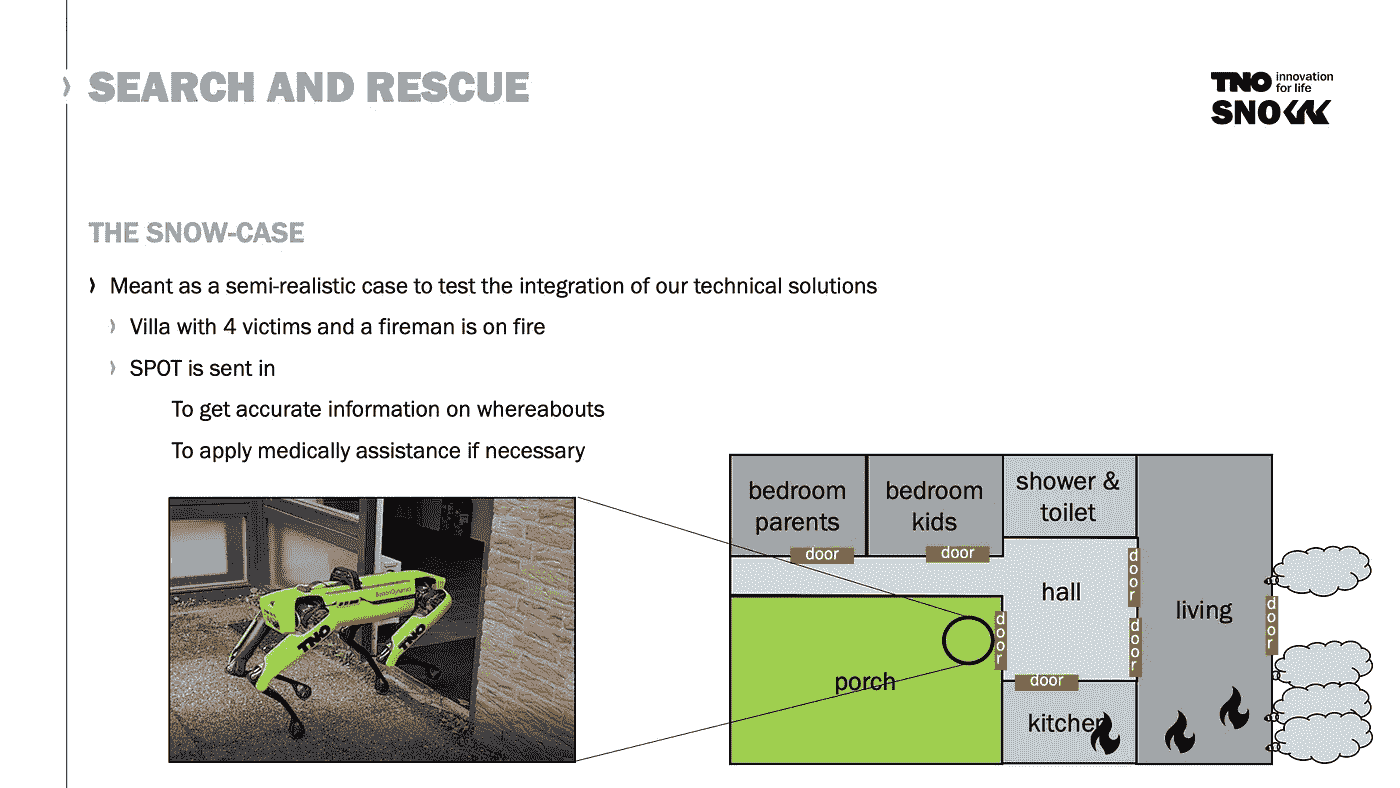 SEARCH AND RESCUE
TNO innovation
for life
SNOW
THE SNOW-CASE
Meant as a semi-realistic case to test the integration of our technical solutions
Villa with 4 victims and a fireman is on fire
SPOT is sent in
To get accurate information on whereabouts
To apply medically assistance if necessary
BostonDynamics
TNO
TNO
bedroom
parents
bedroom
kids
shower &
toilet
door
door
hall
door
living
door
door
door
porch
door
kitchen